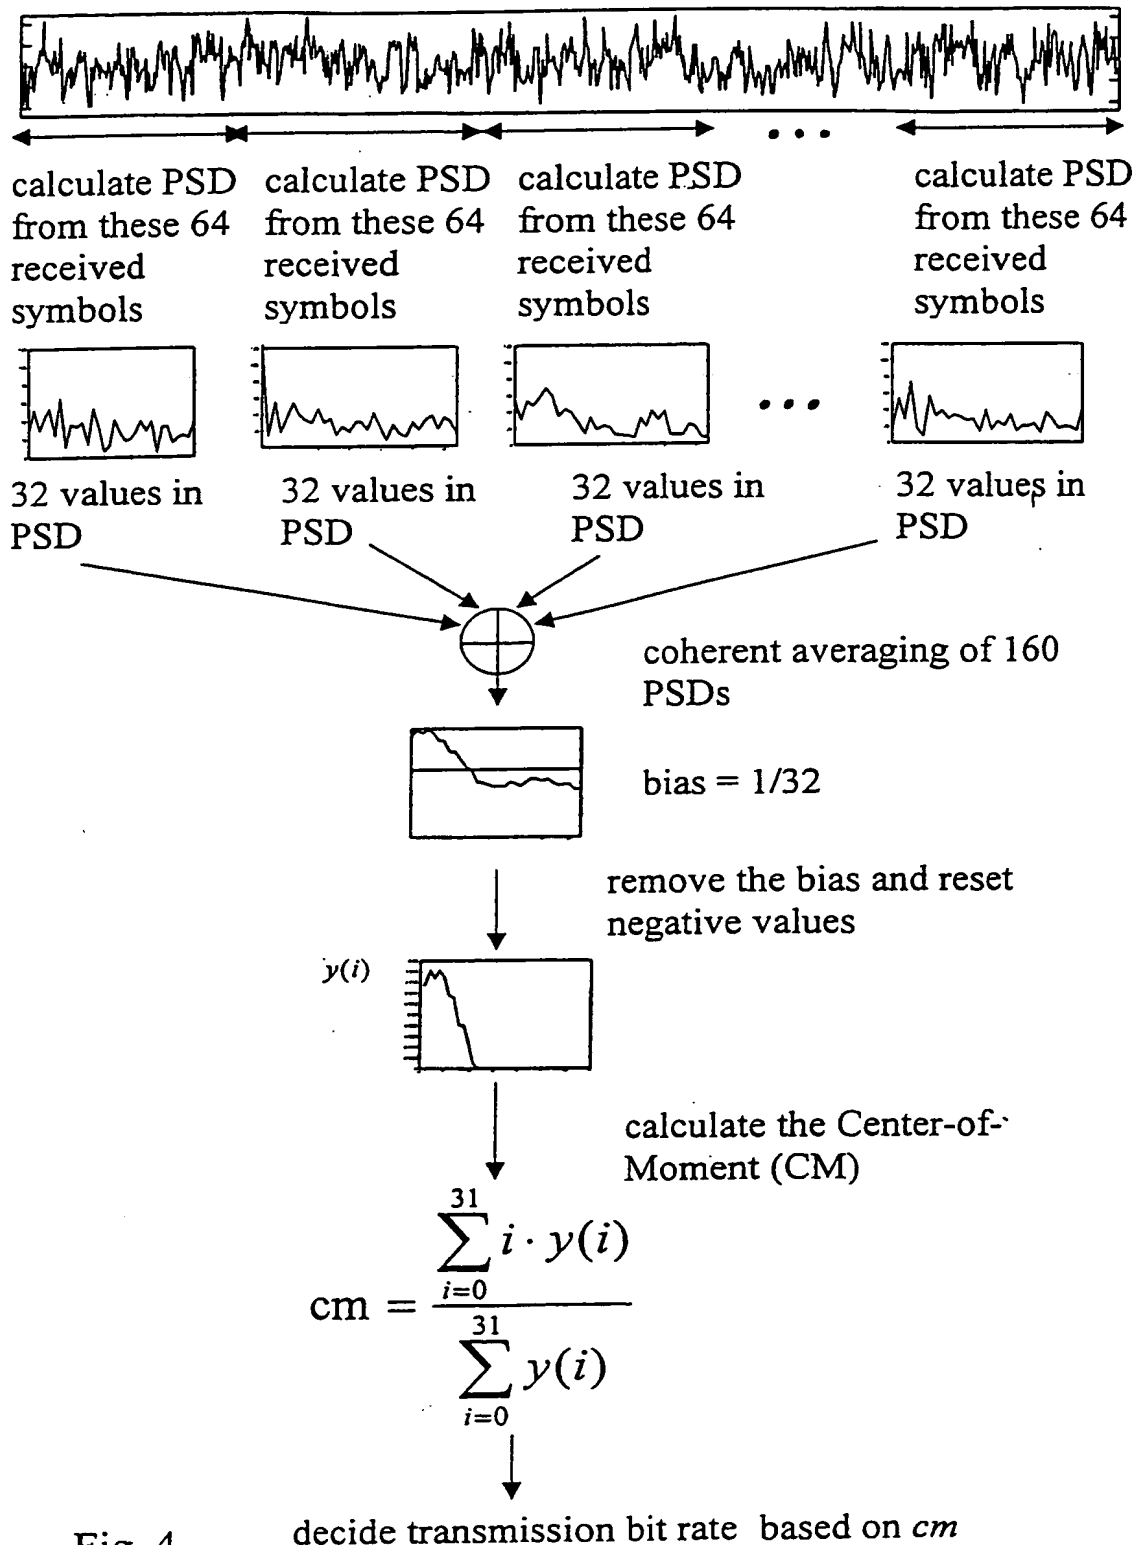 calculate PSD
from these 64
received
symbols
calculate PSD
from these 64
received
symbols
calculate PSD
from these 64
received
symbols
• • •
calculate PSD
from these 64
received
symbols
32 values in
PSD
32 values in
PSD
32 values in
PSD
• • •
32 values in
PSD
coherent averaging of 160
PSDs
bias = 1/32
remove the bias and reset
negative values
y(i)
calculate the Center-of-
Moment (CM)
31
∑ i · y(i)
i=0
cm =
31
∑ y(i)
i=0
decide transmission bit rate based on cm
Fig. 4